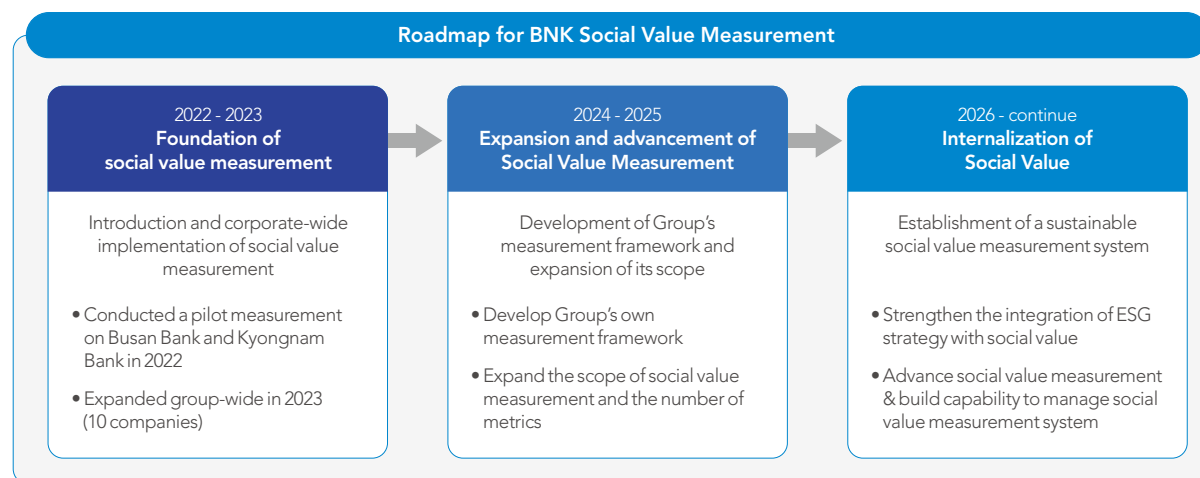 Roadmap for BNK Social Value Measurement
2022 - 2023
Foundation of
social value measurement
Introduction and corporate-wide
implementation of social value
measurement
• Conducted a pilot measurement
on Busan Bank and Kyongnam
Bank in 2022
• Expanded group-wide in 2023
(10 companies)
2024 - 2025
Expansion and advancement of
Social Value Measurement
Development of Group's
measurement framework and
expansion of its scope
• Develop Group's own
measurement framework
• Expand the scope of social value
measurement and the number of
metrics
2026 - continue
Internalization of
Social Value
Establishment of a sustainable
social value measurement system
• Strengthen the integration of ESG
strategy with social value
• Advance social value measurement
& build capability to manage social
value measurement system